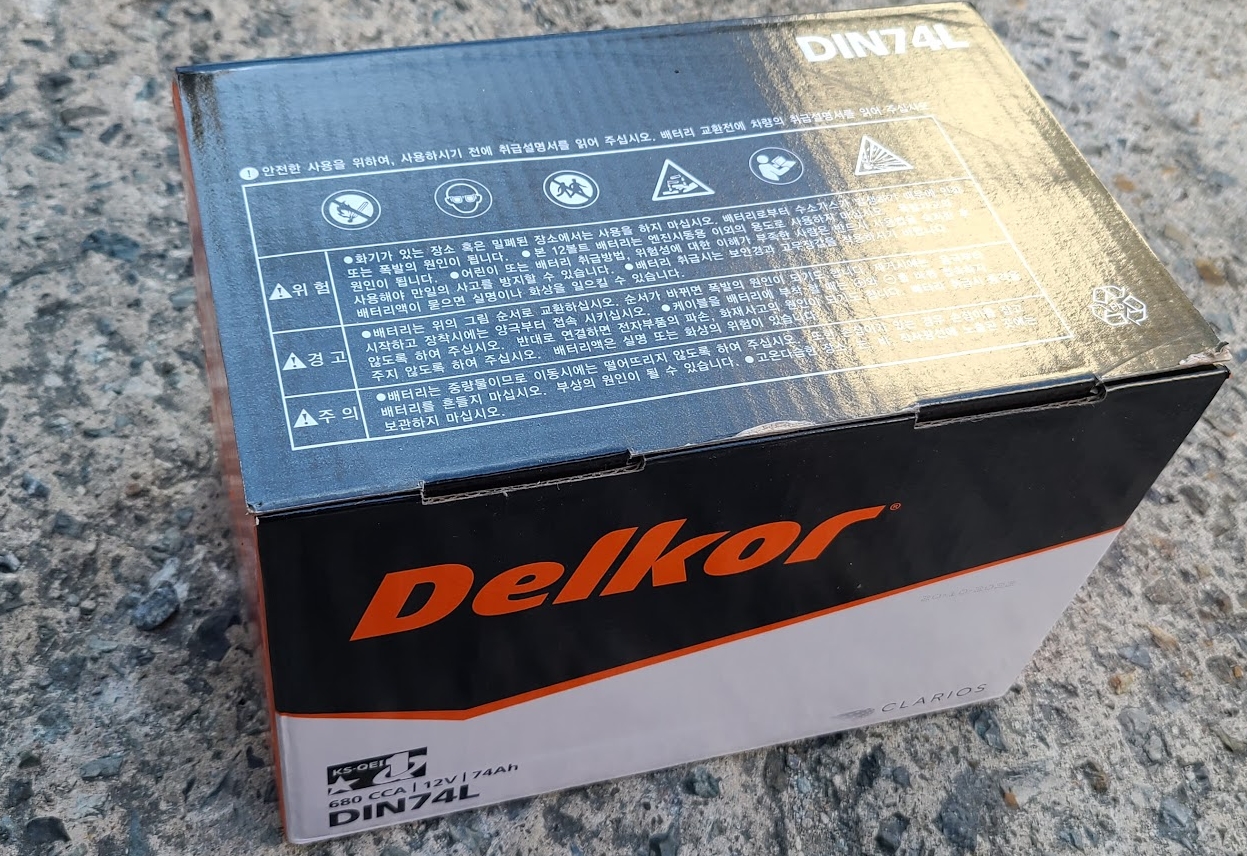 DIN74L
안전한 사용을 위하여, 사용하시기 전에 취급설명서를 읽어 주십시오. 배터리 교환전에 차량의 취급설명서를 읽어 주십시오
위 험
●화기가 있는 장소 혹은 밀폐된 장소에서는 사용을 하지 마십시오. 배터리로부터 수소가스가
또는 폭발의 원인이 됩니다. ●본 12볼트 배터리는 엔진시동용 이외의 용도로 사용하지 마십시오.
원인이 됩니다. ●어린이 또는 배터리 취급방법, 위험성에 대한 이해가 부족한 사람은 반드시
사용해야 만일의 사고를 방지할 수 있습니다. ●배터리 취급시는 보안경과 고무장갑을
배터리액이 묻으면 실명이나 화상을 일으킬 수 있습니다.
경 고
●배터리는 위의 그림 순서로 교환하십시오. 순서가 바뀌면 폭발의 원인이 되기도 합니다.
시작하고 장착시에는 양극부터 접속 시키십시오. ●케이블을 배터리에 부착 할 때는
않도록 하여 주십시오. 반대로 연결하면 전자부품의 파손, 화재사고의 원인이
주지 않도록 하여 주십시오. 배터리액은 실명 또는 화상의 위험이 있습니다.
주 의
●배터리는 중량물이므로 이동시에는 떨어뜨리지 않도록 하여 주십시오.
배터리를 흔들지 마십시오. 부상의 원인이 될 수 있습니다.
보관하지 마십시오.
Delkor®
CLARIOS
KS-QEI
680 CCA | 12V | 74Ah
DIN74L